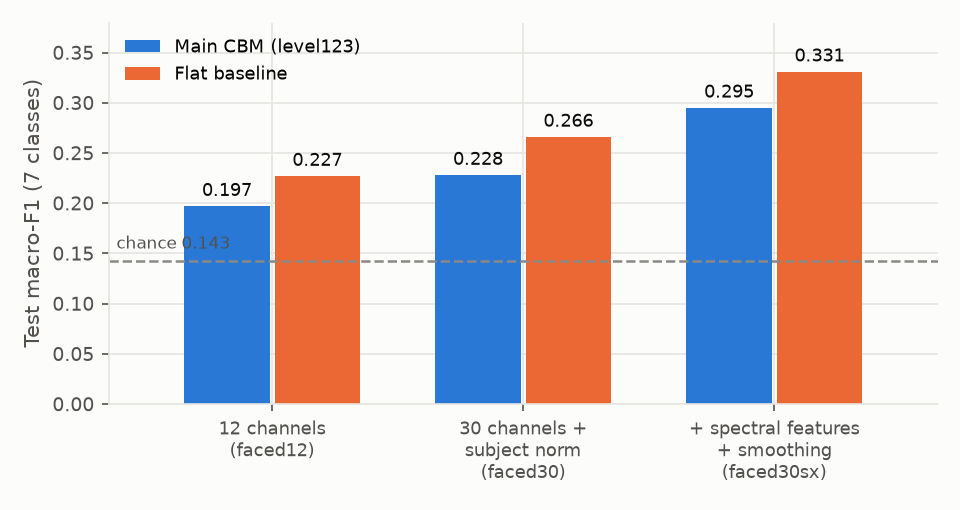 Main CBM (level123)
Flat baseline
Test macro-F1 (7 classes)
0.35
0.30
0.25
0.20
0.15
0.10
0.05
0.00
chance 0.143
0.197
0.227
0.228
0.266
0.295
0.331
12 channels
(faced12)
30 channels +
subject norm
(faced30)
+ spectral features
+ smoothing
(faced30sx)